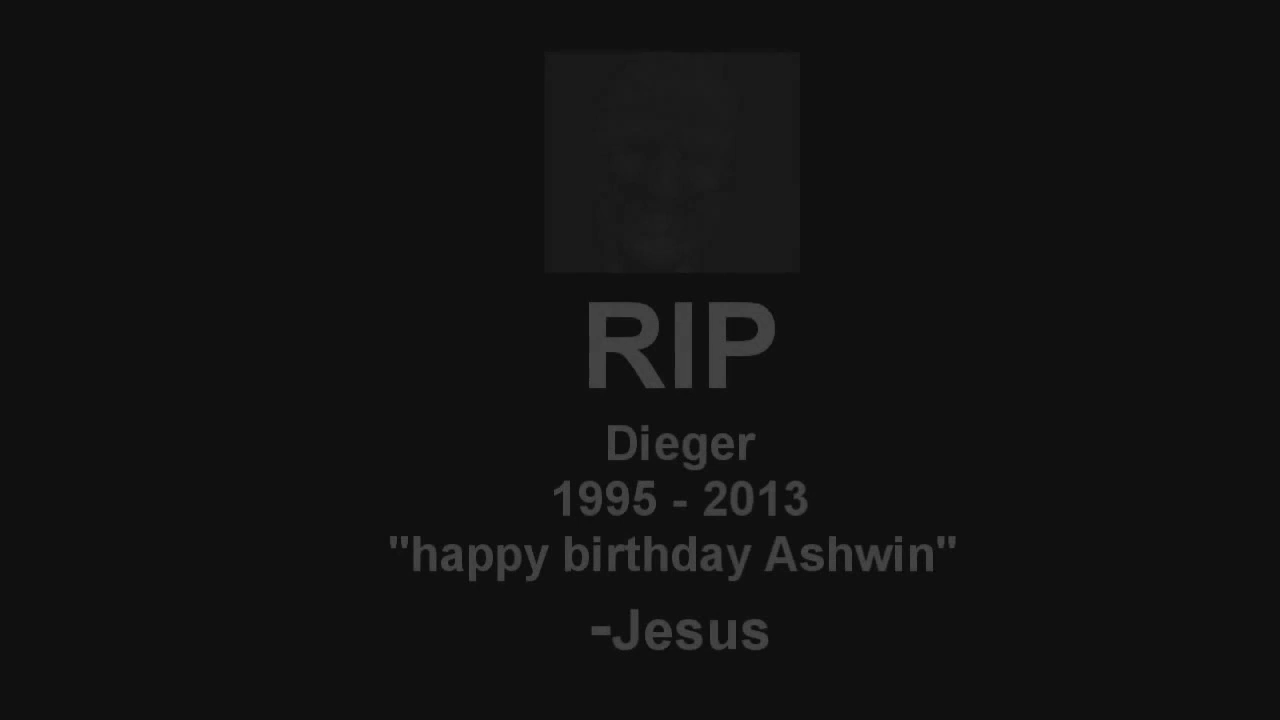 RIP
Dieger
1995 - 2013
"happy birthday Ashwin"
-Jesus